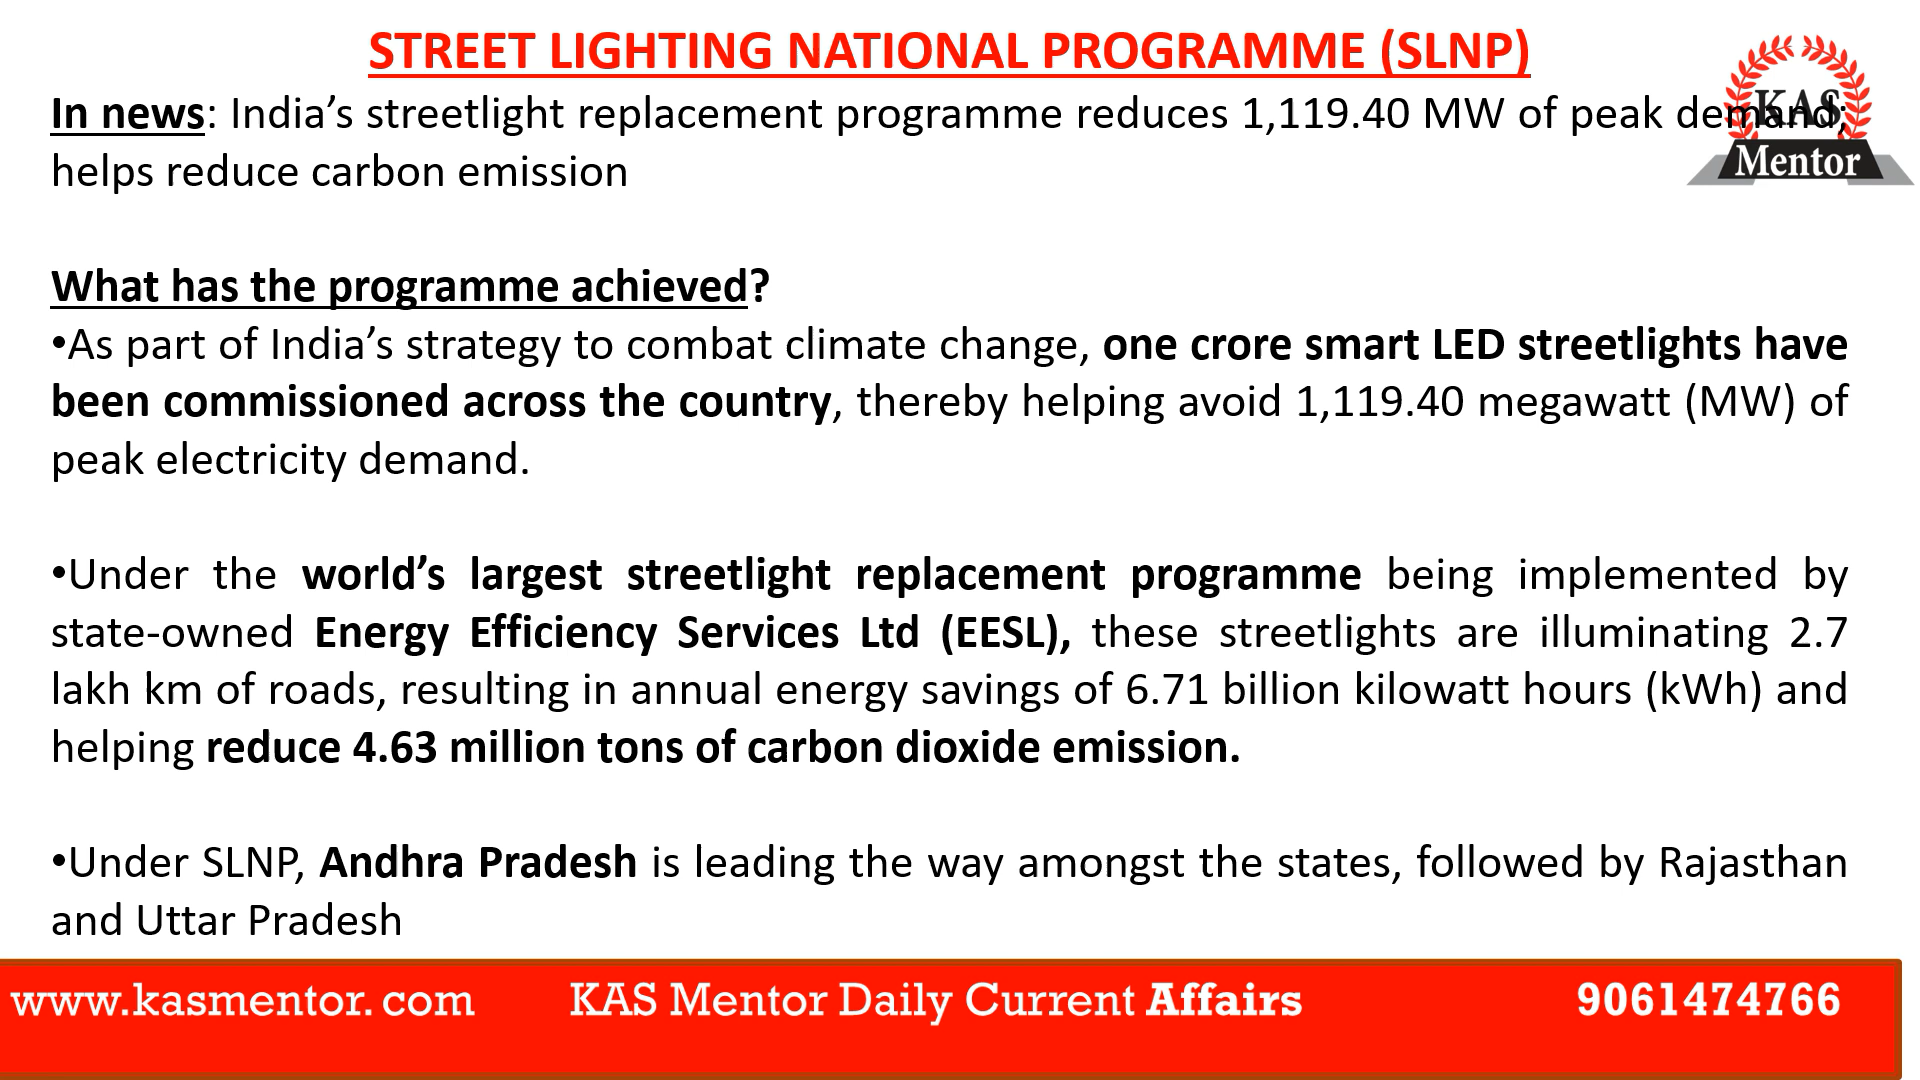 STREET LIGHTING NATIONAL PROGRAMME (SLNP)
In news: India’s streetlight replacement programme reduces 1,119.40 MW of peak demand;
helps reduce carbon emission
KAS
Mentor
What has the programme achieved?
•As part of India’s strategy to combat climate change, one crore smart LED streetlights have
been commissioned across the country, thereby helping avoid 1,119.40 megawatt (MW) of
peak electricity demand.
•Under the world’s largest streetlight replacement programme being implemented by
state-owned Energy Efficiency Services Ltd (EESL), these streetlights are illuminating 2.7
lakh km of roads, resulting in annual energy savings of 6.71 billion kilowatt hours (kWh) and
helping reduce 4.63 million tons of carbon dioxide emission.
•Under SLNP, Andhra Pradesh is leading the way amongst the states, followed by Rajasthan
and Uttar Pradesh
www.kasmentor. com KAS Mentor Daily Current Affairs 9061474766